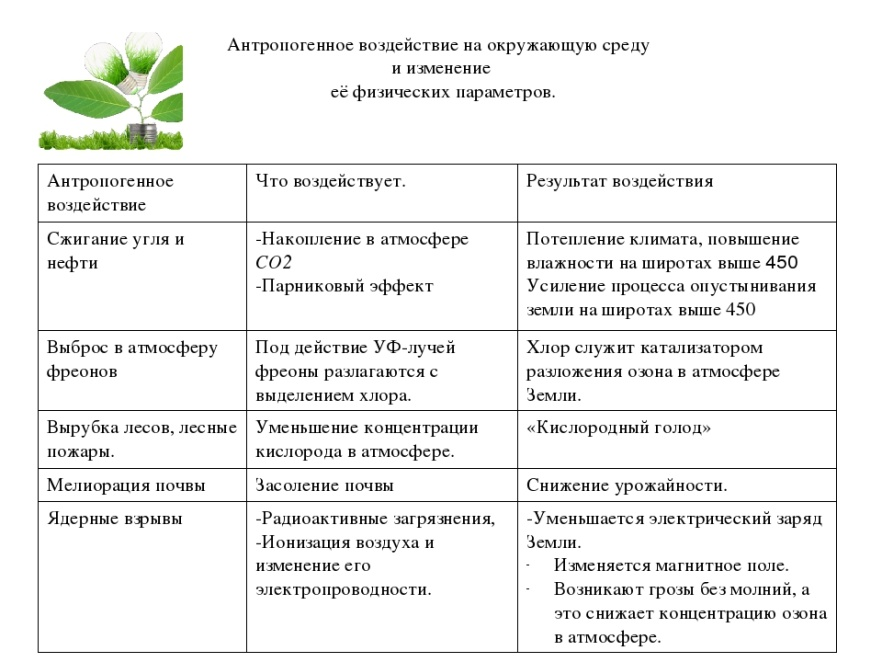 Антропогенное воздействие на окружающую среду
и изменение
её физических параметров.
Антропогенное
воздействие
Что воздействует.
Результат воздействия
Сжигание угля и
нефти
-Накопление в атмосфере
CO2
-Парниковый эффект
Потепление климата, повышение
влажности на широтах выше 450
Усиление процесса опустынивания
земли на широтах выше 450
Выброс в атмосферу
фреонов
Под действие УФ-лучей
фреоны разлагаются с
выделением хлора.
Хлор служит катализатором
разложения озона в атмосфере
Земли.
Вырубка лесов, лесные
пожары.
Уменьшение концентрации
кислорода в атмосфере.
«Кислородный голод»
Мелиорация почвы
Засоление почвы
Снижение урожайности.
Ядерные взрывы
-Радиоактивные загрязнения,
-Ионизация воздуха и
изменение его
электропроводности.
-Уменьшается электрический заряд
Земли.
- Изменяется магнитное поле.
- Возникают грозы без молний, а
это снижает концентрацию озона
в атмосфере.